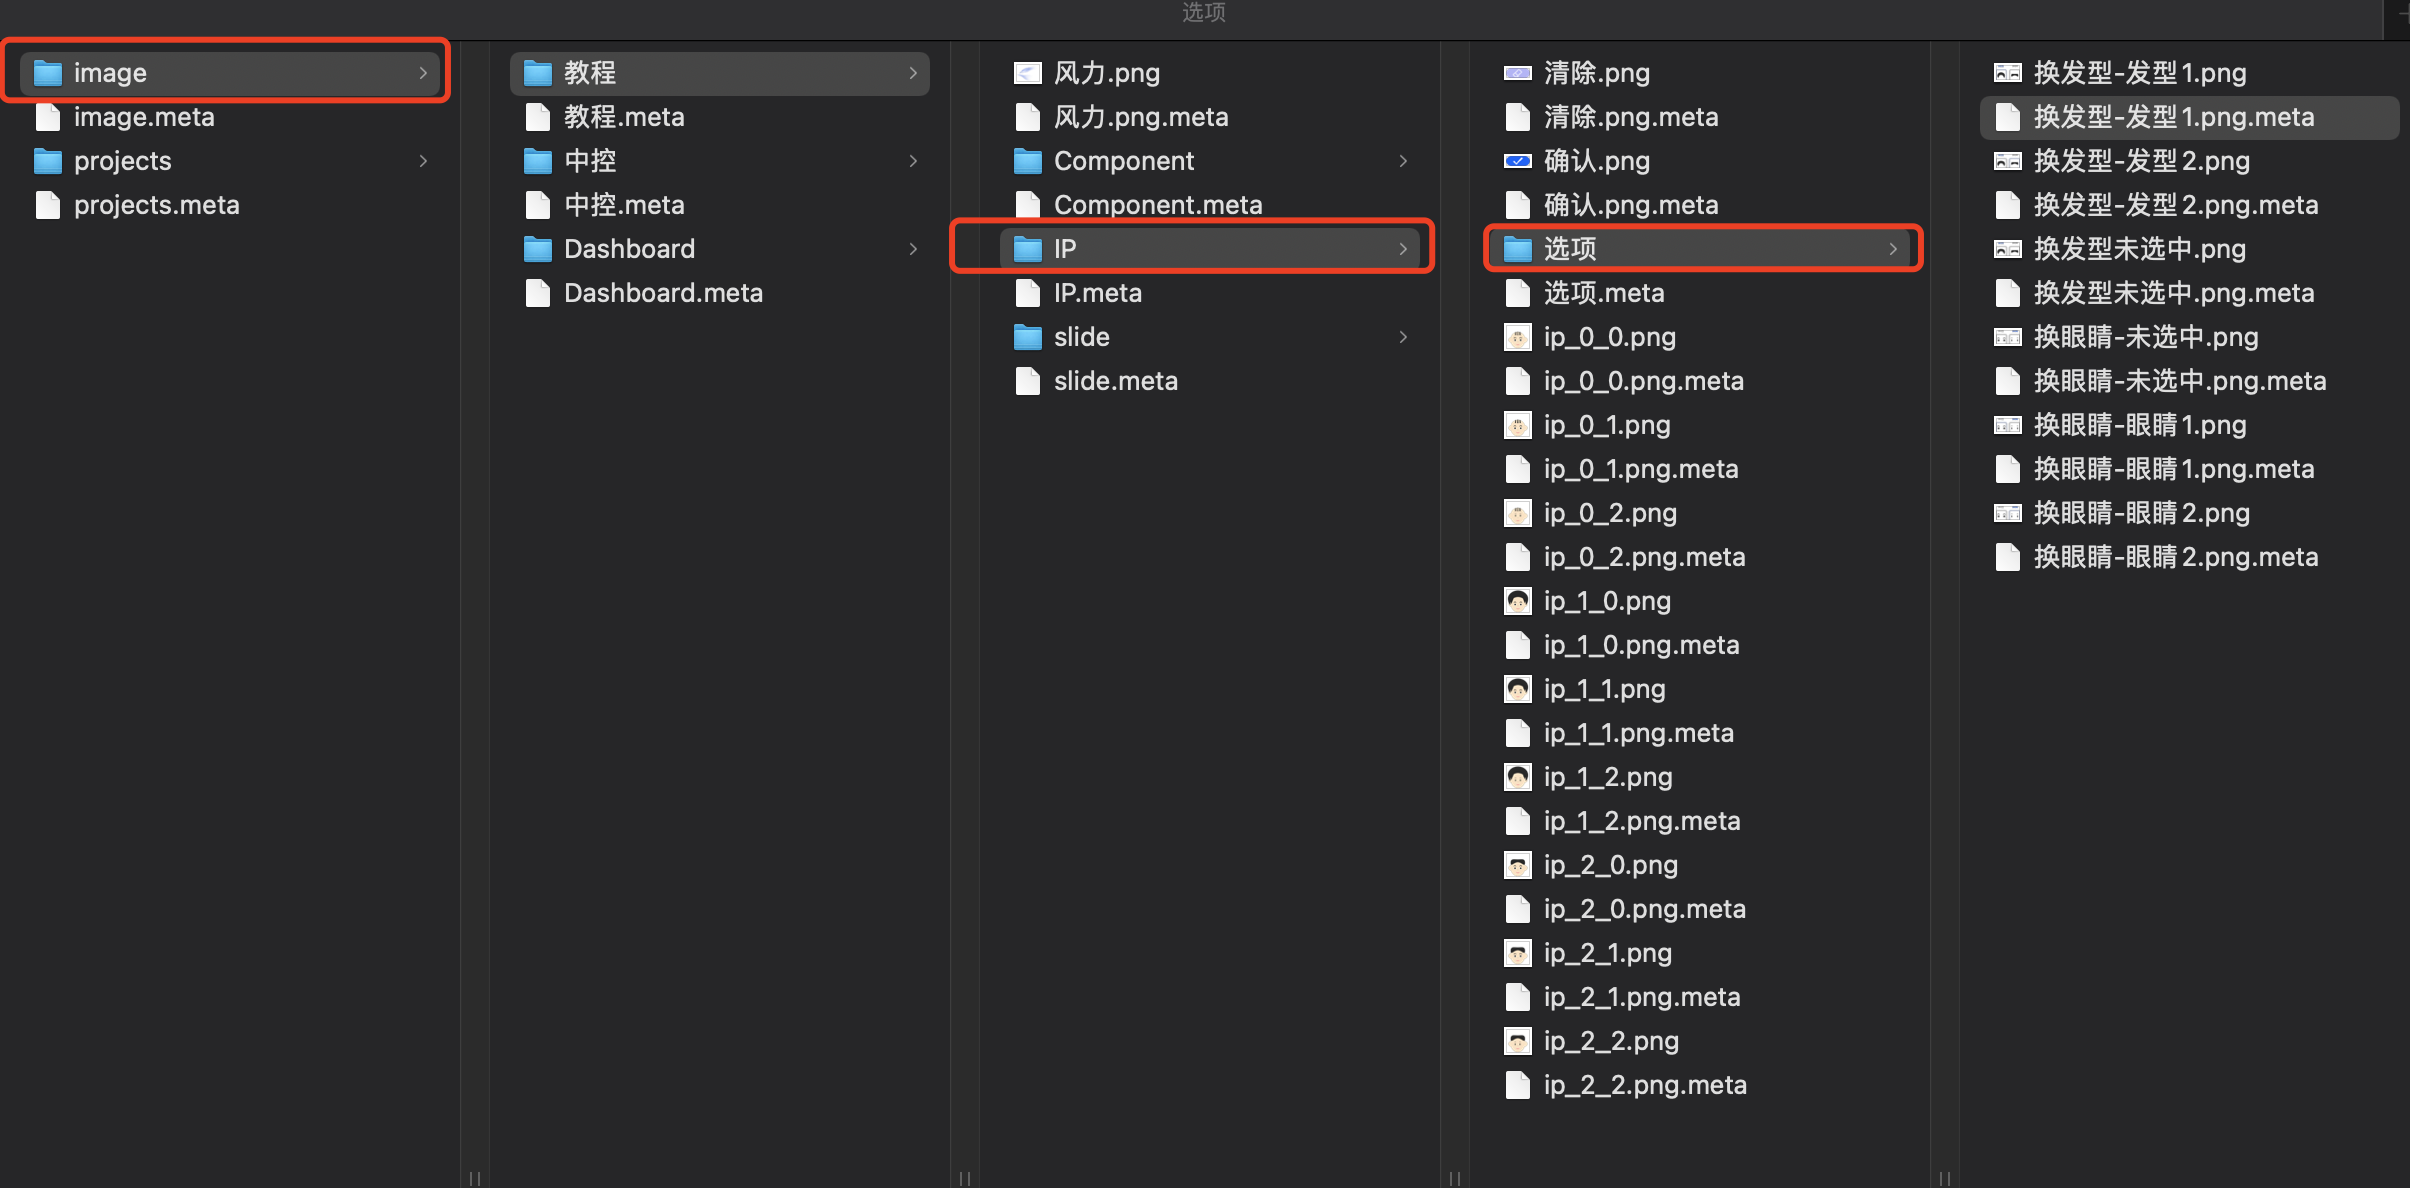 选项
image
image.meta
projects
projects.meta
教程
教程.meta
中控
中控.meta
Dashboard
Dashboard.meta
风力.png
风力.png.meta
Component
Component.meta
IP
IP.meta
slide
slide.meta
清除.png
清除.png.meta
确认.png
确认.png.meta
选项
选项.meta
ip_0_0.png
ip_0_0.png.meta
ip_0_1.png
ip_0_1.png.meta
ip_0_2.png
ip_0_2.png.meta
ip_1_0.png
ip_1_0.png.meta
ip_1_1.png
ip_1_1.png.meta
ip_1_2.png
ip_1_2.png.meta
ip_2_0.png
ip_2_0.png.meta
ip_2_1.png
ip_2_1.png.meta
ip_2_2.png
ip_2_2.png.meta
换发型-发型1.png
换发型-发型1.png.meta
换发型-发型2.png
换发型-发型2.png.meta
换发型未选中.png
换发型未选中.png.meta
换眼睛-未选中.png
换眼睛-未选中.png.meta
换眼睛-眼睛1.png
换眼睛-眼睛1.png.meta
换眼睛-眼睛2.png
换眼睛-眼睛2.png.meta